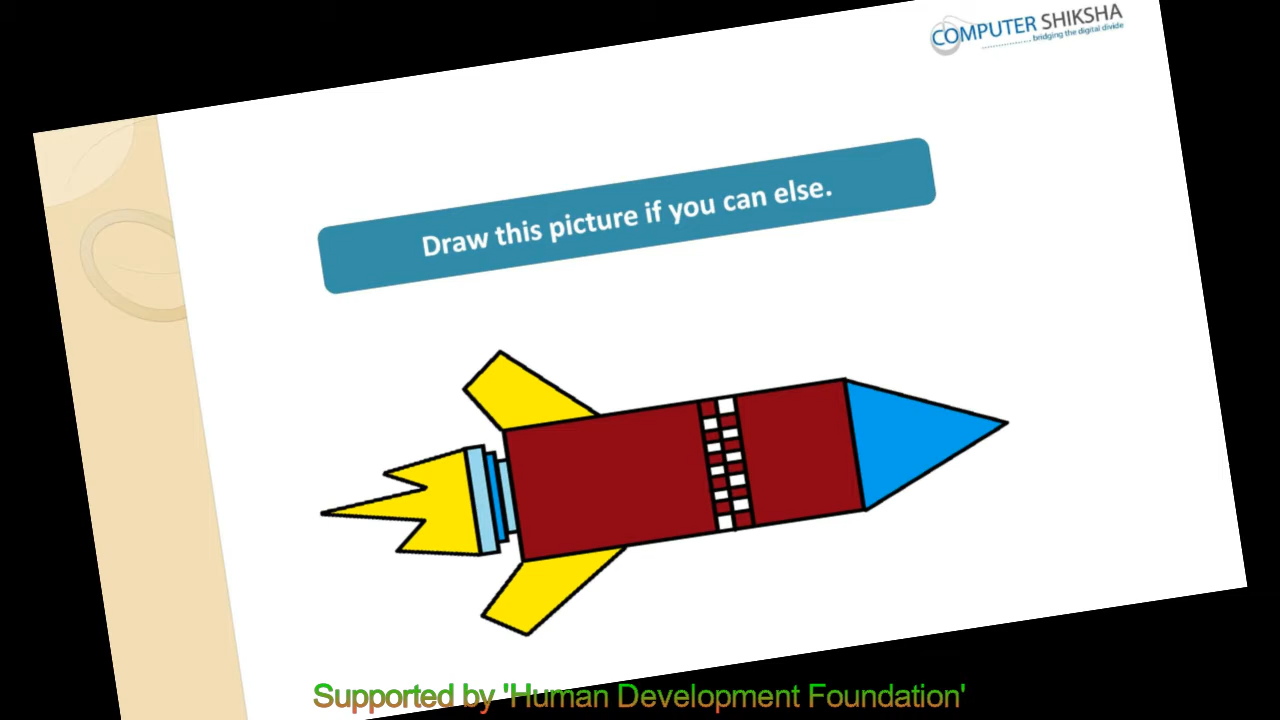 COMPUTER SHIKSHA
bridging the digital divide
Draw this picture if you can else.
Supported by 'Human Development Foundation'